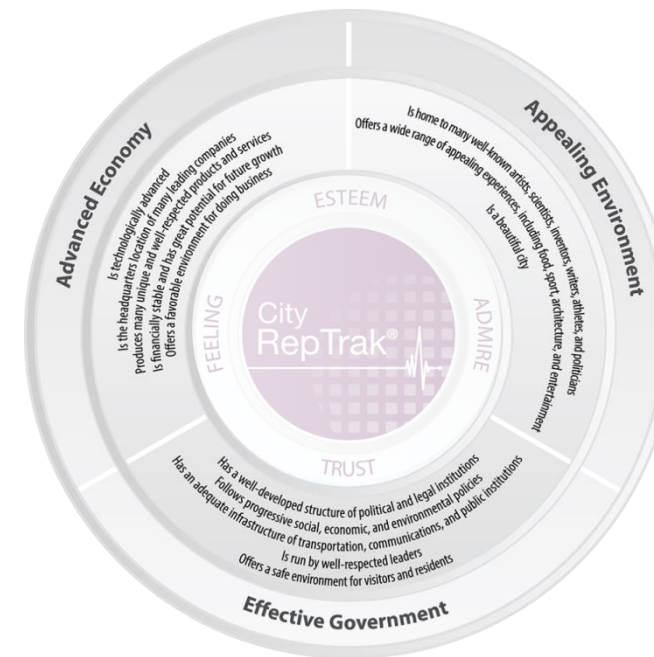 Advanced Economy
Is technologically advanced
Is the headquarters location of many leading companies
Produces many unique and well-respected products and services
Is financially stable and has great potential for future growth
Offers a favorable environment for doing business
Appealing Environment
Is home to many well-known artists, scientists, inventors, writers, athletes, and politicians
Offers a wide range of appealing experiences, including food, sport, architecture, and entertainment
Is a beautiful city
ESTEEM
ADMIRE
TRUST
FEELING
City
RepTrak®
Has a well-developed structure of political and legal institutions
Follows progressive social, economic, and environmental policies
Has an adequate infrastructure of transportation, communications, and public institutions
Is run by well-respected leaders
Offers a safe environment for visitors and residents
Effective Government